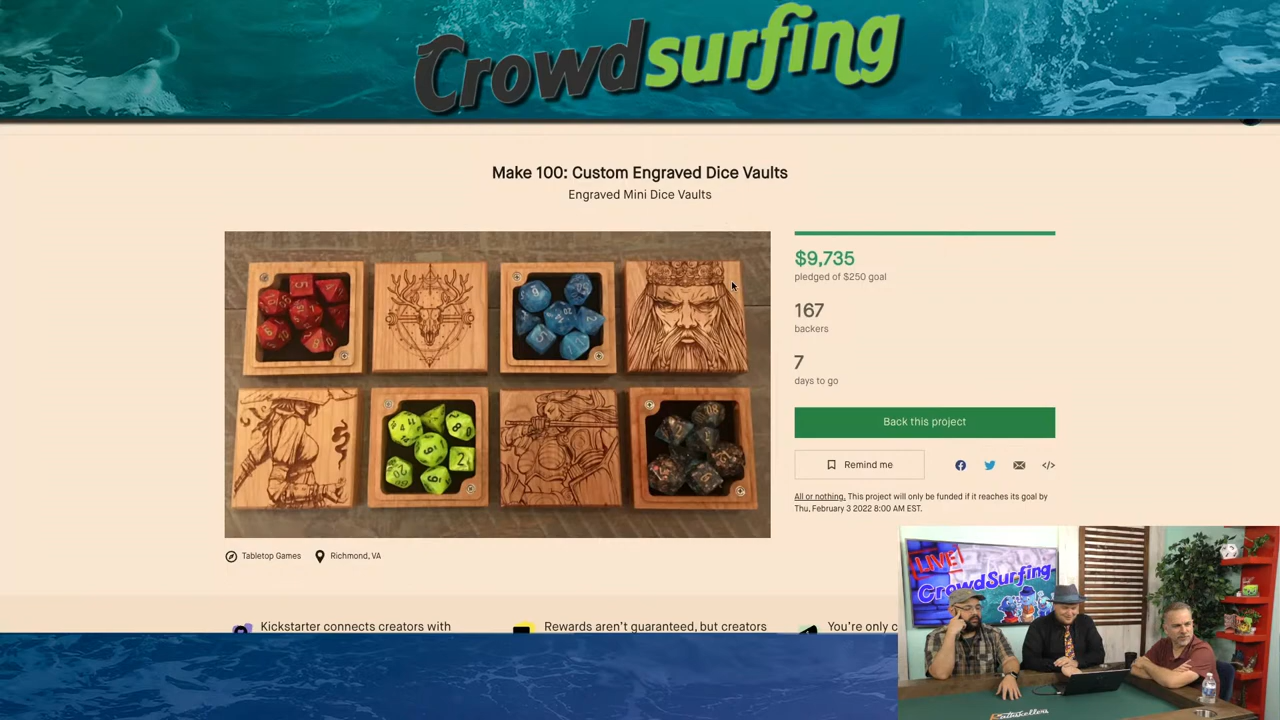 Crowdsurfing
Make 100: Custom Engraved Dice Vaults
Engraved Mini Dice Vaults
$9,735
pledged of $250 goal
167
backers
7
days to go
Back this project
Remind me
All or nothing. This project will only be funded if it reaches its goal by
Thu, February 3 2022 8:00 AM EST.
Tabletop Games
Richmond, VA
Kickstarter connects creators with
Rewards aren't guaranteed, but creators
You're only o
LIVE!
CrowdSurfing